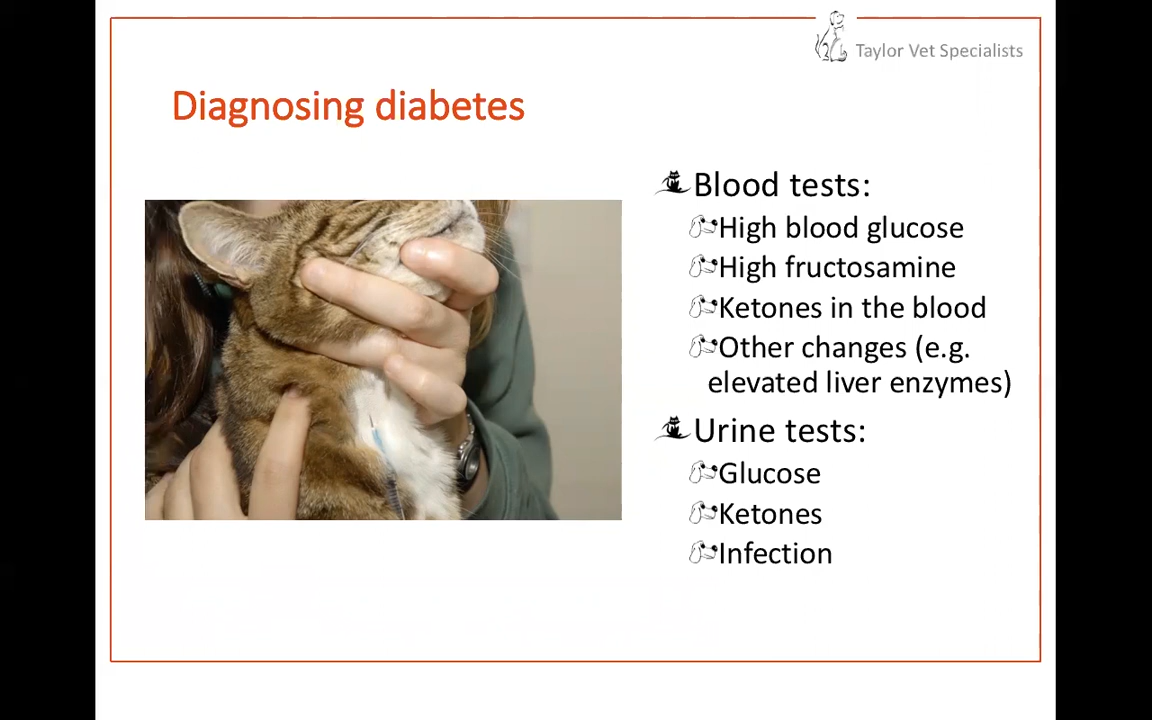 Taylor Vet Specialists
Diagnosing diabetes
Blood tests:
High blood glucose
High fructosamine
Ketones in the blood
Other changes (e.g.
elevated liver enzymes)
Urine tests:
Glucose
Ketones
Infection